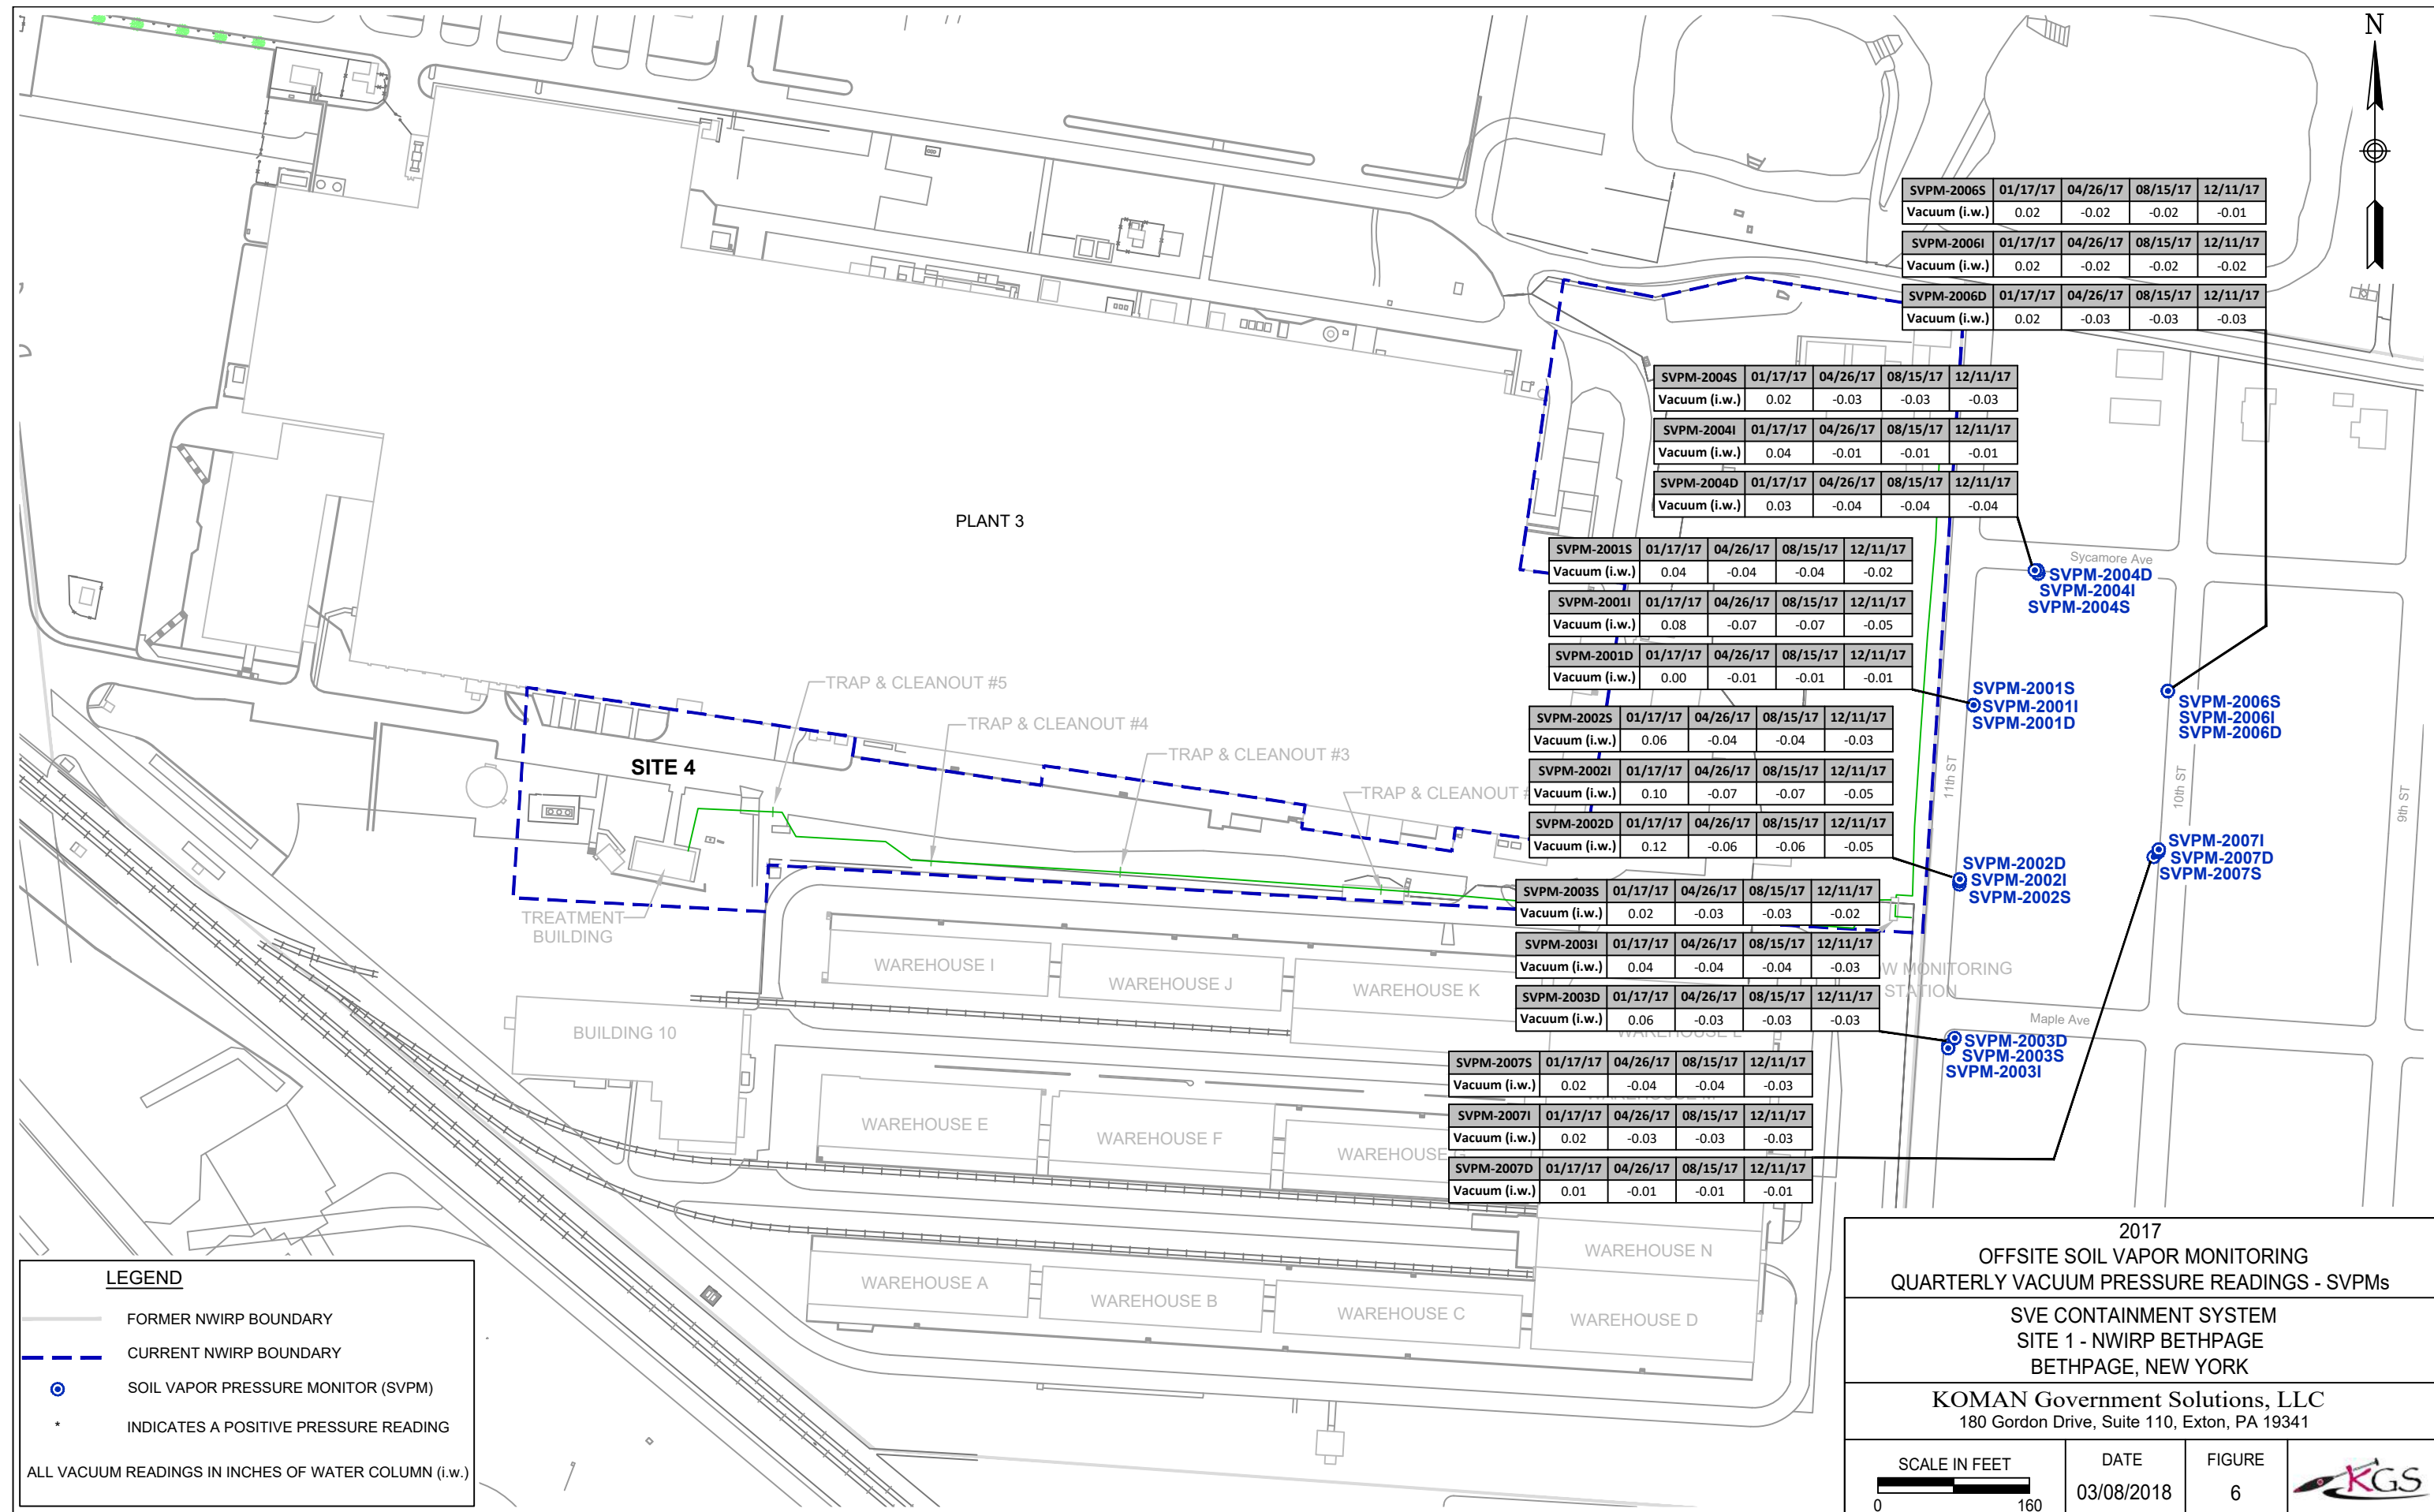 N
SVPM-2006S 01/17/17 04/26/17 08/15/17 12/11/17
Vacuum (i.w.) 0.02 -0.02 -0.02 -0.01
SVPM-2006I 01/17/17 04/26/17 08/15/17 12/11/17
Vacuum (i.w.) 0.02 -0.02 -0.02 -0.02
SVPM-2006D 01/17/17 04/26/17 08/15/17 12/11/17
Vacuum (i.w.) 0.02 -0.03 -0.03 -0.03
SVPM-2004S 01/17/17 04/26/17 08/15/17 12/11/17
Vacuum (i.w.) 0.02 -0.03 -0.03 -0.03
SVPM-2004I 01/17/17 04/26/17 08/15/17 12/11/17
Vacuum (i.w.) 0.04 -0.01 -0.01 -0.01
SVPM-2004D 01/17/17 04/26/17 08/15/17 12/11/17
Vacuum (i.w.) 0.03 -0.04 -0.04 -0.04
PLANT 3
SVPM-2001S 01/17/17 04/26/17 08/15/17 12/11/17
Vacuum (i.w.) 0.04 -0.04 -0.04 -0.02
SVPM-2001I 01/17/17 04/26/17 08/15/17 12/11/17
Vacuum (i.w.) 0.08 -0.07 -0.07 -0.05
SVPM-2001D 01/17/17 04/26/17 08/15/17 12/11/17
Vacuum (i.w.) 0.00 -0.01 -0.01 -0.01
Sycamore Ave
SVPM-2004D
SVPM-2004I
SVPM-2004S
SVPM-2001S
SVPM-2001I
SVPM-2001D
SVPM-2006S
SVPM-2006I
SVPM-2006D
TRAP & CLEANOUT #5
TRAP & CLEANOUT #4
TRAP & CLEANOUT #3
TRAP & CLEANOUT
SITE 4
SVPM-2002S 01/17/17 04/26/17 08/15/17 12/11/17
Vacuum (i.w.) 0.06 -0.04 -0.04 -0.03
SVPM-2002I 01/17/17 04/26/17 08/15/17 12/11/17
Vacuum (i.w.) 0.10 -0.07 -0.07 -0.05
SVPM-2002D 01/17/17 04/26/17 08/15/17 12/11/17
Vacuum (i.w.) 0.12 -0.06 -0.06 -0.05
11th ST
10th ST
9th ST
SVPM-2007I
SVPM-2007D
SVPM-2007S
SVPM-2002D
SVPM-2002I
SVPM-2002S
TREATMENT
BUILDING
SVPM-2003S 01/17/17 04/26/17 08/15/17 12/11/17
Vacuum (i.w.) 0.02 -0.03 -0.03 -0.02
SVPM-2003I 01/17/17 04/26/17 08/15/17 12/11/17
Vacuum (i.w.) 0.04 -0.04 -0.04 -0.03
SVPM-2003D 01/17/17 04/26/17 08/15/17 12/11/17
Vacuum (i.w.) 0.06 -0.03 -0.03 -0.03
W MONITORING
STATION
Maple Ave
SVPM-2003D
SVPM-2003S
SVPM-2003I
WAREHOUSE I
WAREHOUSE J
WAREHOUSE K
BUILDING 10
SVPM-2007S 01/17/17 04/26/17 08/15/17 12/11/17
Vacuum (i.w.) 0.02 -0.04 -0.04 -0.03
SVPM-2007I 01/17/17 04/26/17 08/15/17 12/11/17
Vacuum (i.w.) 0.02 -0.03 -0.03 -0.03
SVPM-2007D 01/17/17 04/26/17 08/15/17 12/11/17
Vacuum (i.w.) 0.01 -0.01 -0.01 -0.01
WAREHOUSE E
WAREHOUSE F
WAREHOUSE
WAREHOUSE N
WAREHOUSE A
WAREHOUSE B
WAREHOUSE C
WAREHOUSE D
LEGEND
FORMER NWIRP BOUNDARY
CURRENT NWIRP BOUNDARY
SOIL VAPOR PRESSURE MONITOR (SVPM)
* INDICATES A POSITIVE PRESSURE READING
ALL VACUUM READINGS IN INCHES OF WATER COLUMN (i.w.)
2017
OFFSITE SOIL VAPOR MONITORING
QUARTERLY VACUUM PRESSURE READINGS - SVPMs
SVE CONTAINMENT SYSTEM
SITE 1 - NWIRP BETHPAGE
BETHPAGE, NEW YORK
KOMAN Government Solutions, LLC
180 Gordon Drive, Suite 110, Exton, PA 19341
SCALE IN FEET
0 160
DATE
03/08/2018
FIGURE
6
KGS